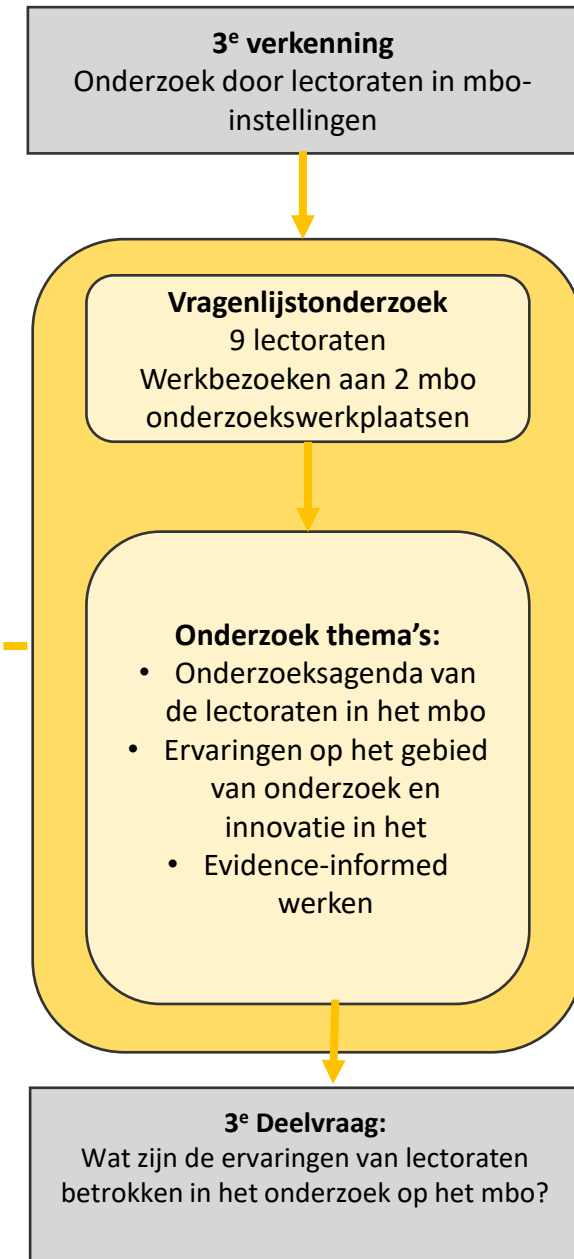 3e verkenning
Onderzoek door lectoraten in mbo-
instellingen
Vragenlijstonderzoek
9 lectoraten
Werkbezoeken aan 2 mbo
onderzoekswerkplaatsen
Onderzoek thema's:
• Onderzoeksagenda van
de lectoraten in het mbo
• Ervaringen op het gebied
van onderzoek en
innovatie in het
• Evidence-informed
werken
3e Deelvraag:
Wat zijn de ervaringen van lectoraten
betrokken in het onderzoek op het mbo?